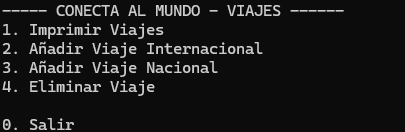 ----- CONECTA AL MUNDO - VIAJES ------
1. Imprimir Viajes
2. Añadir Viaje Internacional
3. Añadir Viaje Nacional
4. Eliminar Viaje
0. Salir